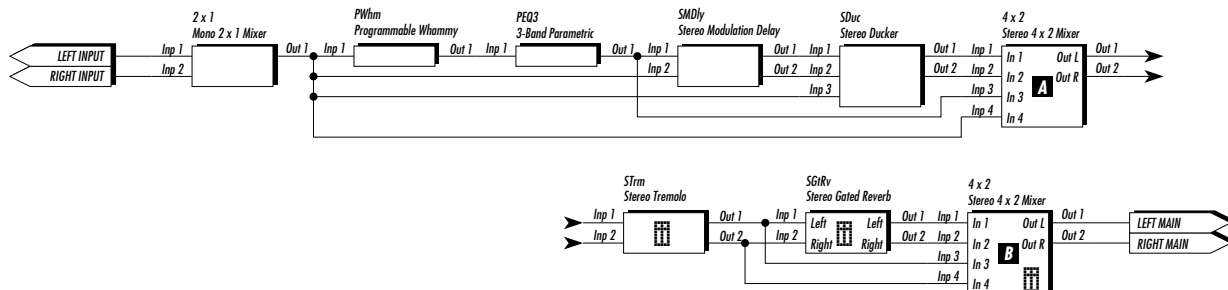 2 x 1
Mono 2 x 1 Mixer
PWhm
Programmable Whammy
PEQ3
3-Band Parametric
SMDly
Stereo Modulation Delay
SDuc
Stereo Ducker
4 x 2
Stereo 4 x 2 Mixer
LEFT INPUT
Inp 1
Out 1
Inp 1
Out 1
Inp 1
Out 1
Inp 1
Out 1
Inp 1
Out 1
Inp 1
In 1
Out L
Out 1
RIGHT INPUT
Inp 2
Inp 2
Out 2
Inp 2
Out 2
Inp 2
In 2
Out R
Out 2
Inp 3
Inp 3
In 3
A
Inp 4
In 4
STrm
Stereo Tremolo
SGtRv
Stereo Gated Reverb
4 x 2
Stereo 4 x 2 Mixer
Inp 1
Out 1
Inp 1
Left
Left
Out 1
Inp 1
In 1
Out L
Out 1
LEFT MAIN
Inp 2
Out 2
Inp 2
Right
Right
Out 2
Inp 2
In 2
Out R
Out 2
RIGHT MAIN
Inp 3
In 3
B
Inp 4
In 4